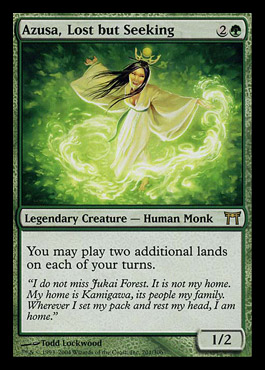 Azusa, Lost but Seeking 2
Legendary Creature — Human Monk
You may play two additional lands
on each of your turns.
“I do not miss Jukai Forest. It is not home.
My home is Kamigawa, its people my family.
Wherever I set my pack and rest my head, I am
home.”
1/2
Todd Lockwood